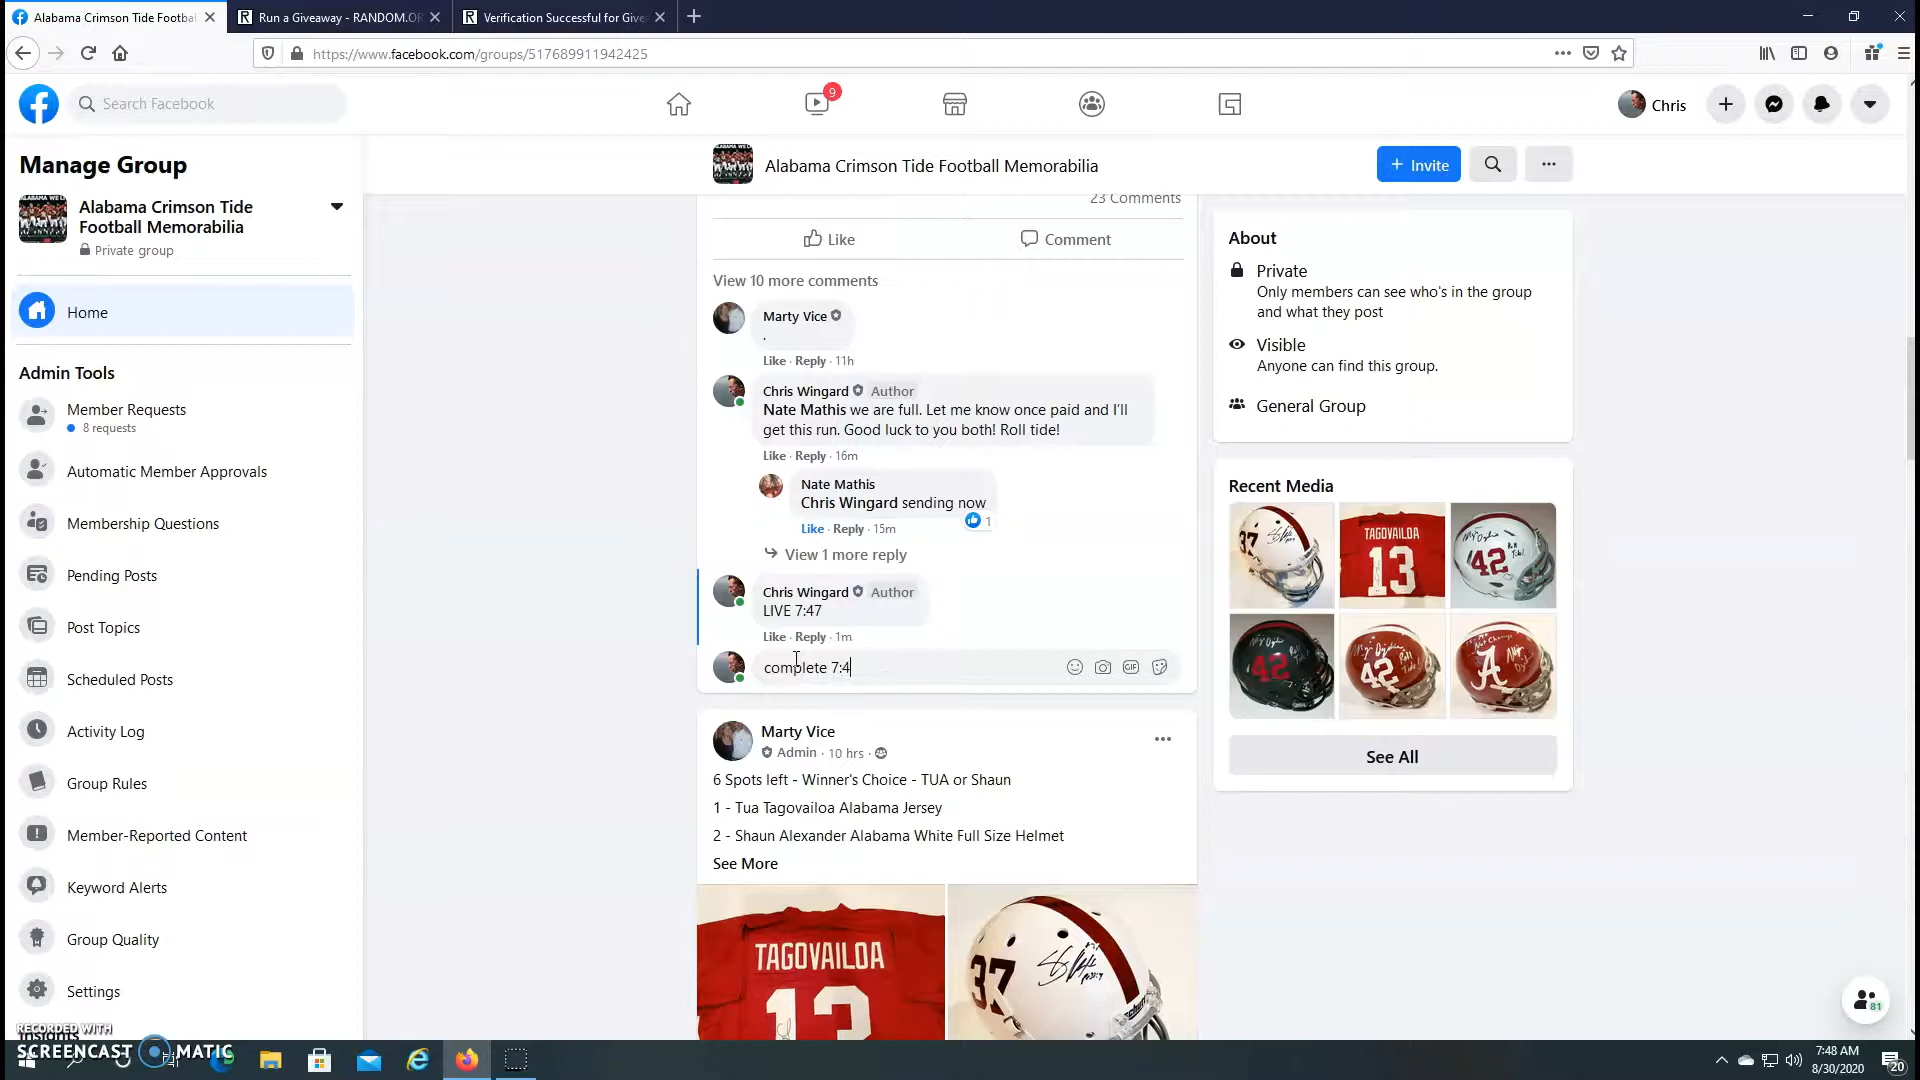 Alabama Crimson Tide Footbal
Run a Giveaway - RANDOM.OR
Verification Successful for Give
https://www.facebook.com/groups/517689911942425
Search Facebook
9
Chris
Manage Group
Alabama Crimson Tide Football Memorabilia
Invite
Alabama Crimson Tide
Football Memorabilia
Private group
Home
Admin Tools
Member Requests
8 requests
Automatic Member Approvals
Membership Questions
Pending Posts
Post Topics
Scheduled Posts
Activity Log
Group Rules
Member-Reported Content
Keyword Alerts
Group Quality
Settings
Insights
23 Comments
Like
Comment
View 10 more comments
Marty Vice
.
Like · Reply · 11h
Chris Wingard Author
Nate Mathis we are full. Let me know once paid and I'll
get this run. Good luck to you both! Roll tide!
Like · Reply · 16m
Nate Mathis
Chris Wingard sending now
1
Like · Reply · 15m
View 1 more reply
Chris Wingard Author
LIVE 7:47
Like · Reply · 1m
complete 7:4
GIF
Marty Vice
Admin · 10 hrs ·
6 Spots left - Winner's Choice - TUA or Shaun
1 - Tua Tagovailoa Alabama Jersey
2 - Shaun Alexander Alabama White Full Size Helmet
See More
TAGOVAILOA
13
37
About
Private
Only members can see who's in the group
and what they post
Visible
Anyone can find this group.
General Group
Recent Media
37
TAGOVAILOA
13
42
Roll
Tide!
42
42
Roll
Tide!
A
See All
81
RECORDED WITH
SCREENCAST MATIC
7:48 AM
8/30/2020
20